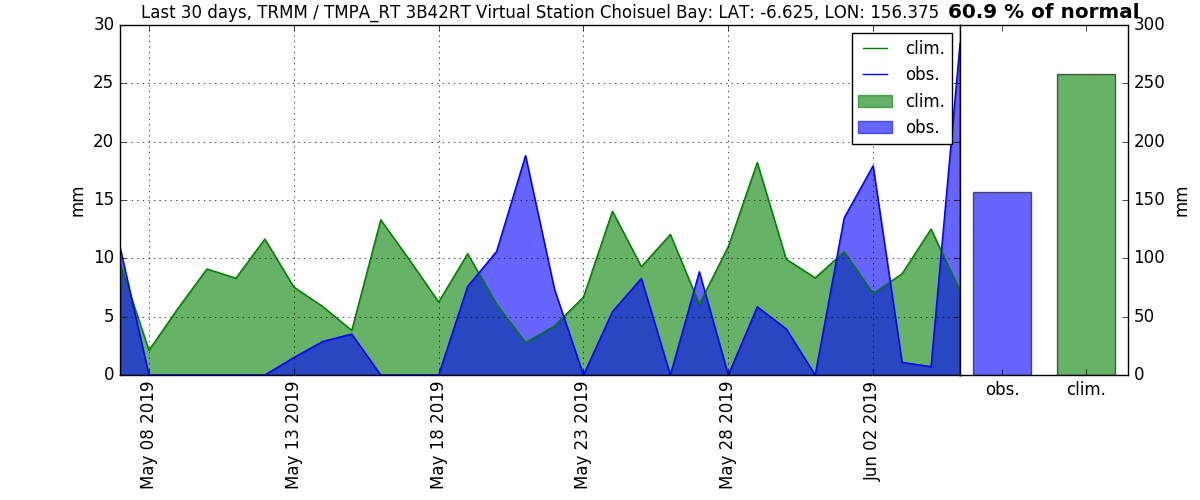 Last 30 days, TRMM / TMPA_RT 3B42RT Virtual Station Choisuel Bay: LAT: -6.625, LON: 156.375 60.9 % of normal
30
25
20
15
10
5
0
mm
clim.
obs.
clim.
obs.
May 08 2019
May 13 2019
May 18 2019
May 23 2019
May 28 2019
Jun 02 2019
300
250
200
150
100
50
0
mm
obs.
clim.